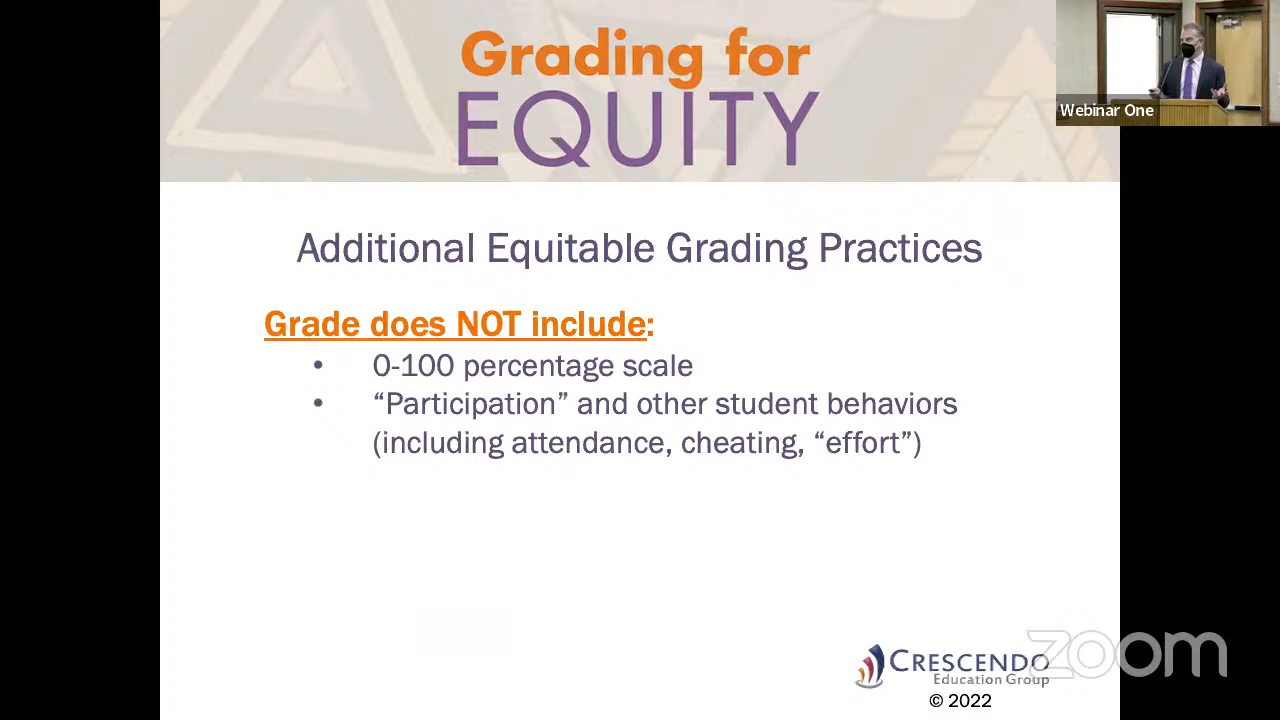 Grading for
EQUITY
Webinar One
Additional Equitable Grading Practices
Grade does NOT include:
• 0-100 percentage scale
• “Participation” and other student behaviors
(including attendance, cheating, “effort”)
CRESCENDO
Education Group
© 2022
zoom